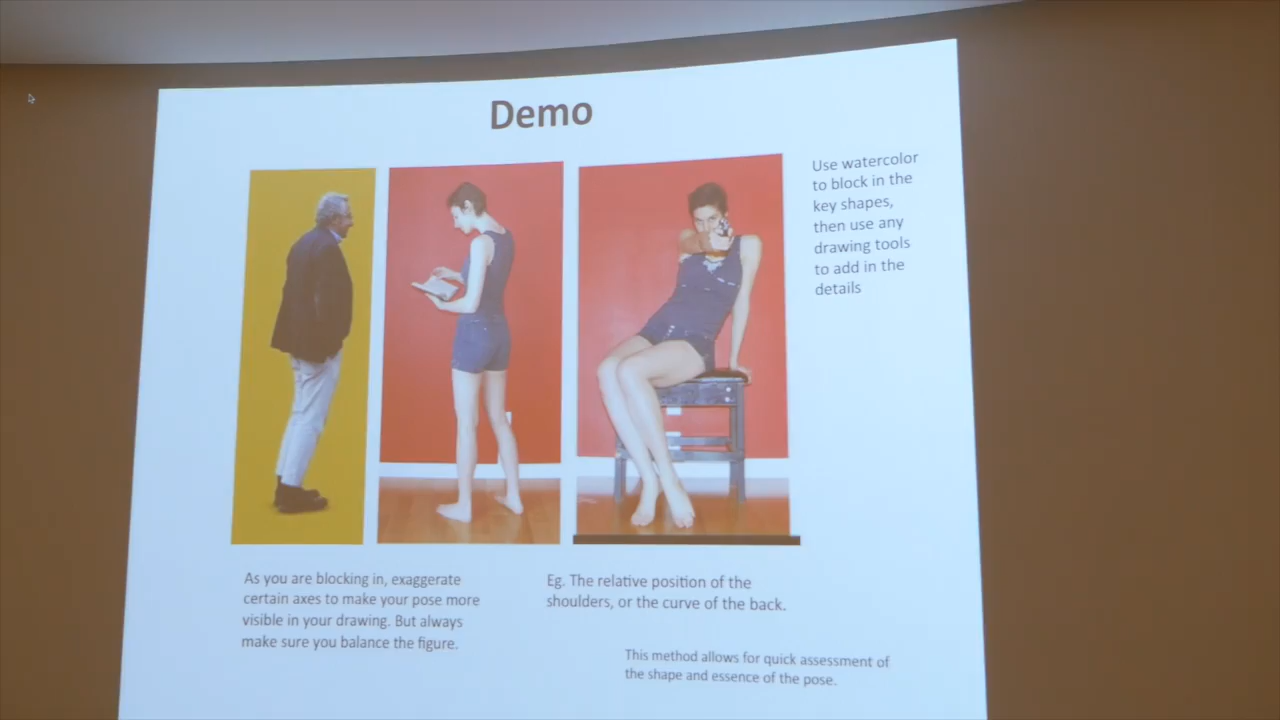 Demo
Use watercolor
to block in the
key shapes,
then use any
drawing tools
to add in the
details
As you are blocking in, exaggerate
certain axes to make your pose more
visible in your drawing. But always
make sure you balance the figure.
Eg. The relative position of the
shoulders, or the curve of the back.
This method allows for quick assessment of
the shape and essence of the pose.